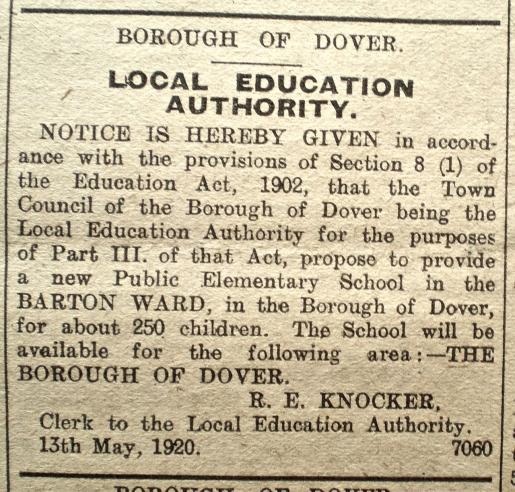 BOROUGH OF DOVER.
LOCAL EDUCATION
AUTHORITY.
NOTICE IS HEREBY GIVEN in accord-
ance with the provisions of Section 8 (1) of
the Education Act, 1902, that the Town
Council of the Borough of Dover being the
Local Education Authority for the purposes
of Part III. of that Act, propose to provide
a new Public Elementary School in the
BARTON WARD, in the Borough of Dover,
for about 250 children. The School will be
available for the following area:—THE
BOROUGH OF DOVER.
R. E. KNOCKER,
Clerk to the Local Education Authority.
13th May, 1920. 7060
BOROUGH OF DOVER